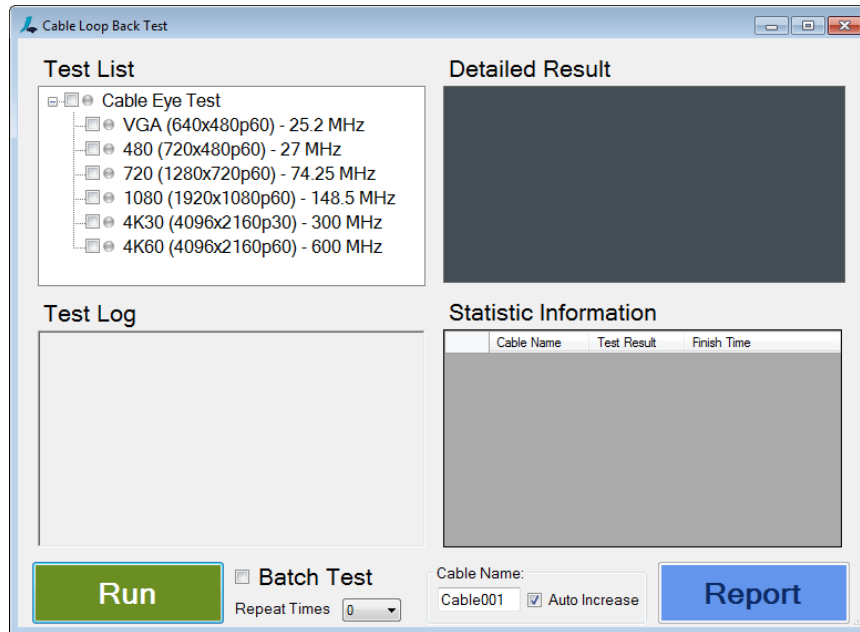 Cable Loop Back Test
Test List
Cable Eye Test
VGA (640x480p60) - 25.2 MHz
480 (720x480p60) - 27 MHz
720 (1280x720p60) - 74.25 MHz
1080 (1920x1080p60) - 148.5 MHz
4K30 (4096x2160p30) - 300 MHz
4K60 (4096x2160p60) - 600 MHz
Detailed Result
Test Log
Statistic Information
Cable Name Test Result Finish Time
Run
Batch Test
Repeat Times 0
Cable Name:
Cable001 Auto Increase
Report